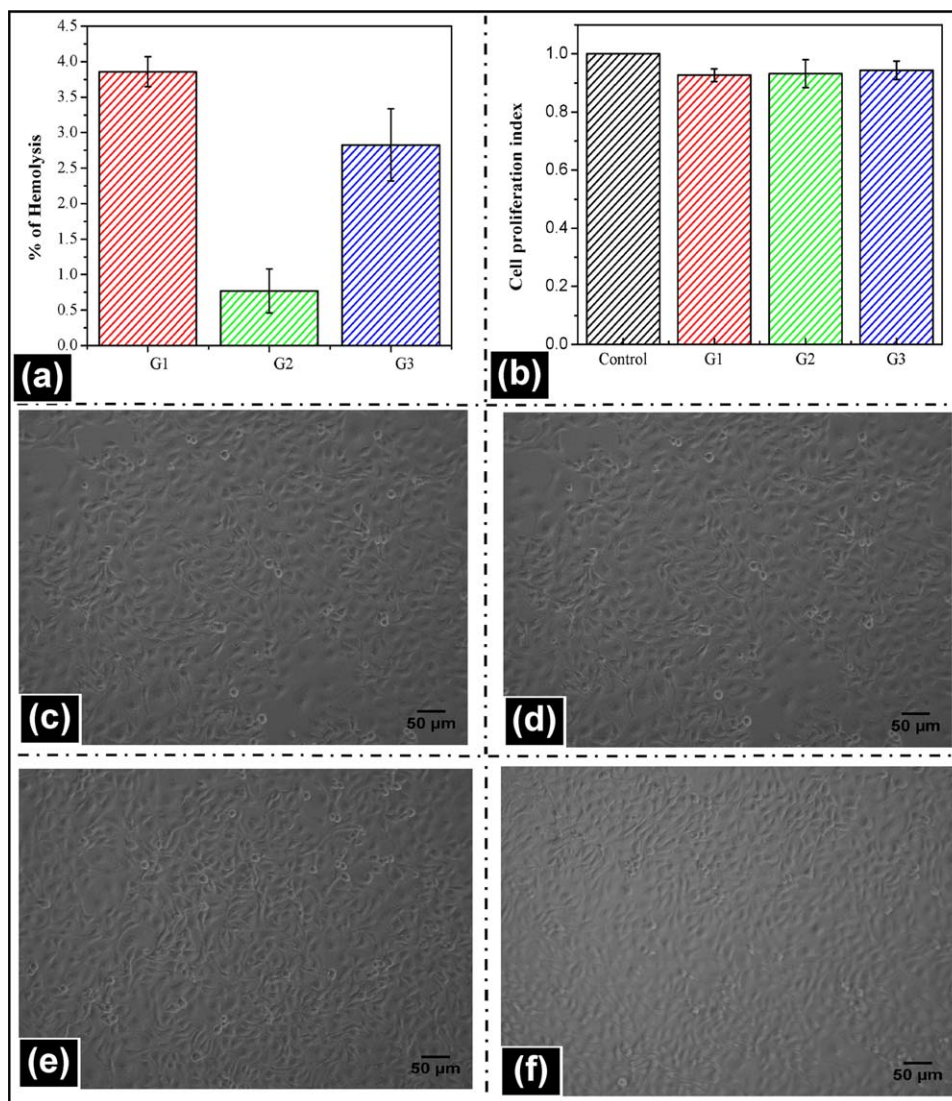 4.5
4.0
3.5
3.0
2.5
2.0
1.5
1.0
0.5
0.0
% of Hemolysis
G1 G2 G3
(a)
1.0
0.8
0.6
0.4
0.2
0.0
Cell proliferation index
Control G1 G2 G3
(b)
(c)
50 µm
(d)
50 µm
(e)
50 µm
(f)
50 µm